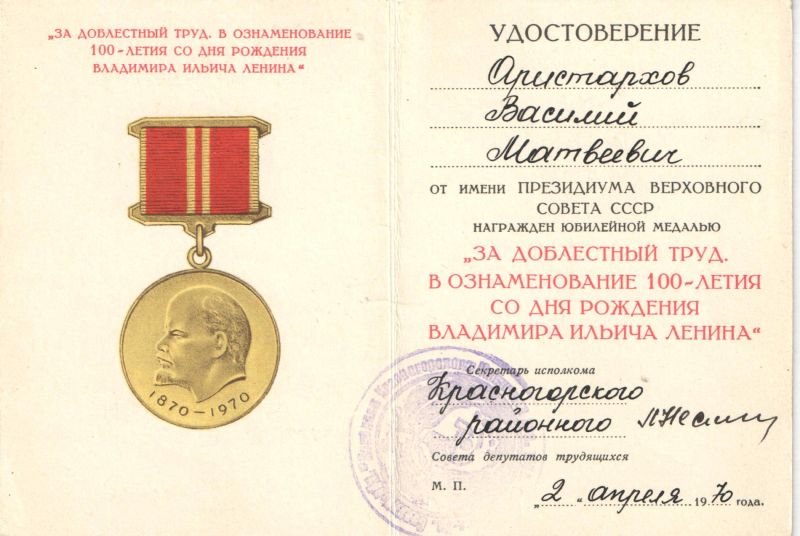 „ЗА ДОБЛЕСТНЫЙ ТРУД. В ОЗНАМЕНОВАНИЕ
100-ЛЕТИЯ СО ДНЯ РОЖДЕНИЯ
ВЛАДИМИРА ИЛЬИЧА ЛЕНИНА“
1870–1970
УДОСТОВЕРЕНИЕ
Аристархов
Василий
Матвеевич
ОТ ИМЕНИ ПРЕЗИДИУМА ВЕРХОВНОГО
СОВЕТА СССР
НАГРАЖДЕН ЮБИЛЕЙНОЙ МЕДАЛЬЮ
„ЗА ДОБЛЕСТНЫЙ ТРУД.
В ОЗНАМЕНОВАНИЕ 100-ЛЕТИЯ
СО ДНЯ РОЖДЕНИЯ
ВЛАДИМИРА ИЛЬИЧА ЛЕНИНА“
Секретарь исполкома
Красногорского
районного
Совета депутатов трудящихся
М. П.
„2“ апреля 1970 года.